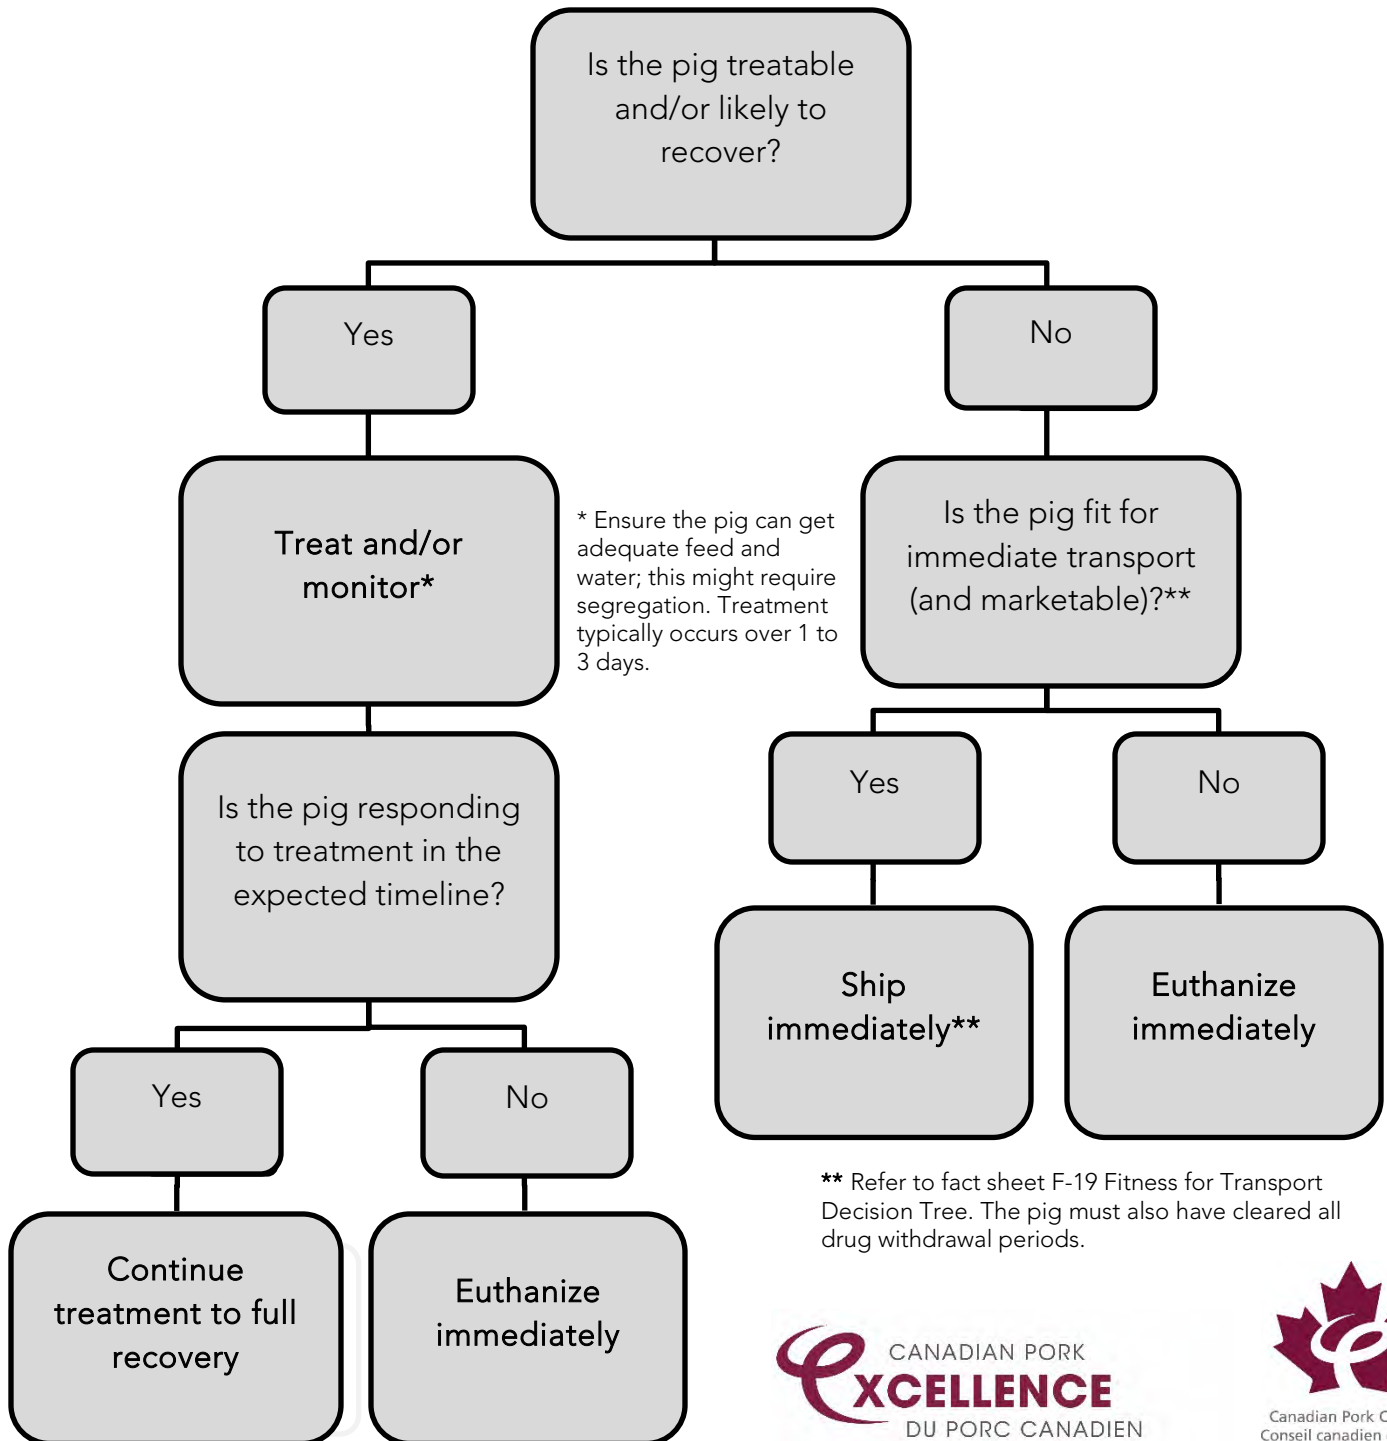 Is the pig treatable
and/or likely to
recover?
Yes
No
Treat and/or
monitor*
* Ensure the pig can get
adequate feed and
water; this might require
segregation. Treatment
typically occurs over 1 to
3 days.
Is the pig fit for
immediate transport
(and marketable)?**
Is the pig responding
to treatment in the
expected timeline?
Yes
No
Ship
immediately**
Euthanize
immediately
Yes
No
** Refer to fact sheet F-19 Fitness for Transport
Decision Tree. The pig must also have cleared all
drug withdrawal periods.
Continue
treatment to full
recovery
Euthanize
immediately
CANADIAN PORK
EXCELLENCE
DU PORC CANADIEN
Canadian Pork C
Conseil canadien